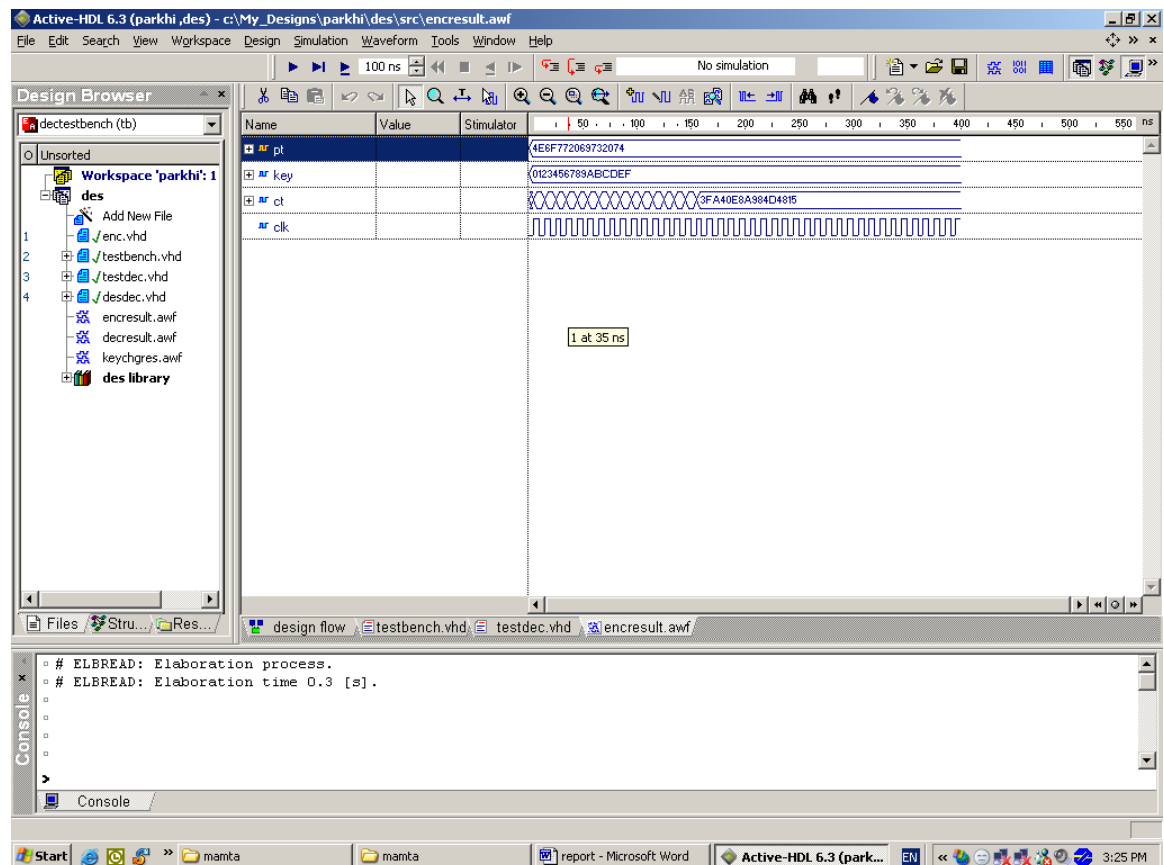 Active-HDL 6.3 (parkhi ,des) - c:\My_Designs\parkhi\des\src\encresult.awf
File Edit Search View Workspace Design Simulation Waveform Tools Window Help
100 ns No simulation
Design Browser
dectestbench (tb)
O Unsorted
Workspace 'parkhi': 1
des
Add New File
1 enc.vhd
2 testbench.vhd
3 testdec.vhd
4 desdec.vhd
encresult.awf
decresult.awf
keychgres.awf
des library
Files Stru... Res...
Name Value Stimulator 50 100 150 200 250 300 350 400 450 500 550 ns
pt 4E6F772069732074
key 0123456789ABCDEF
ct 3FA40E8A984D4815
clk
1 at 35 ns
design flow testbench.vhd testdec.vhd encresult.awf
# ELBREAD: Elaboration process.
# ELBREAD: Elaboration time 0.3 [s].
>
Console
Console
Start mamta mamta report - Microsoft Word Active-HDL 6.3 (park... EN 3:25 PM